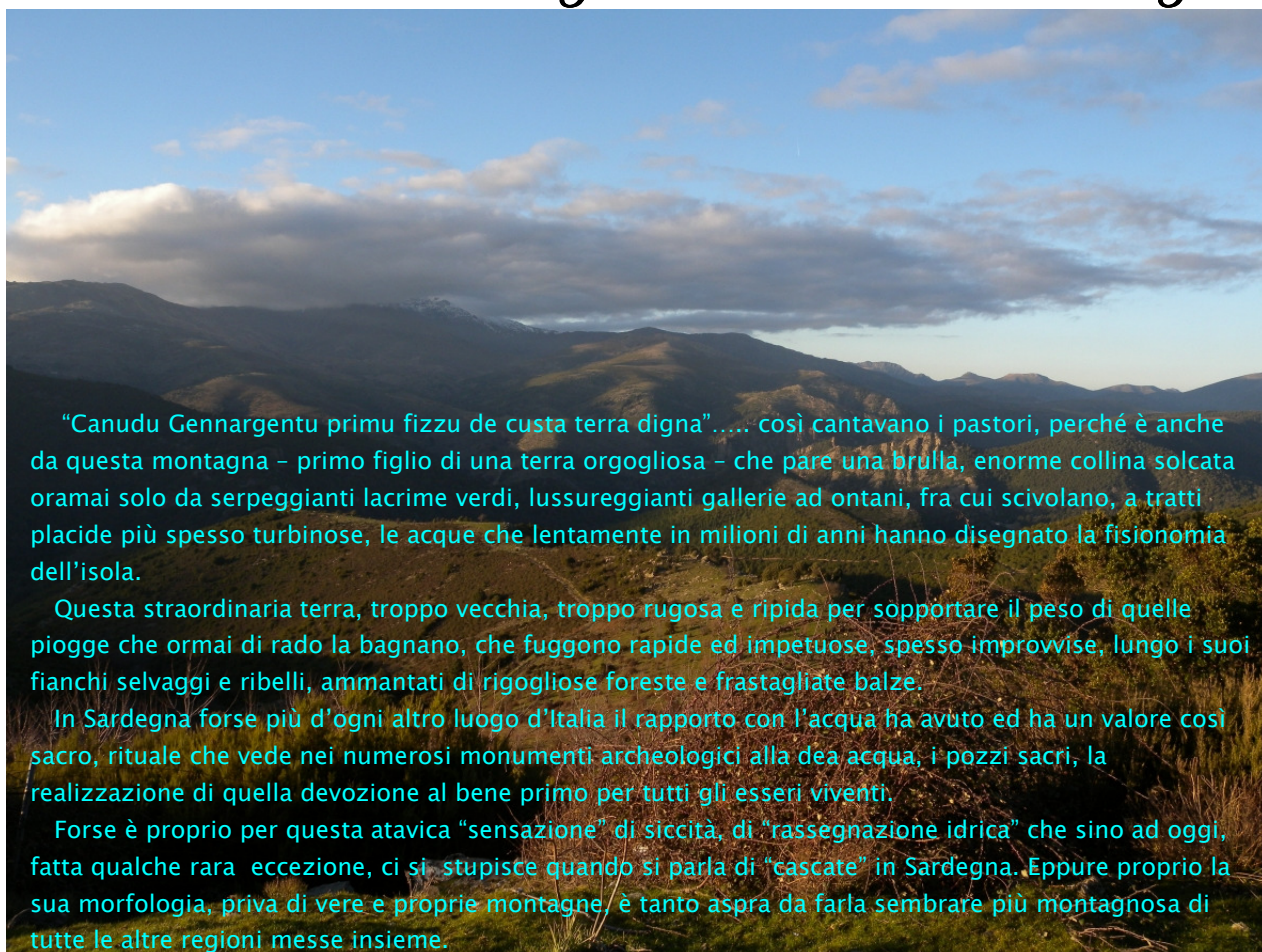 “Canudu Gennargentu primu fizzu de custa terra digna”….. così cantavano i pastori, perché è anche
da questa montagna – primo figlio di una terra orgogliosa – che pare una brulla, enorme collina solcata
oramai solo da serpeggianti lacrime verdi, lussureggianti gallerie ad ontani, fra cui scivolano, a tratti
placide più spesso turbinose, le acque che lentamente in milioni di anni hanno disegnato la fisionomia
dell’isola.
Questa straordinaria terra, troppo vecchia, troppo rugosa e ripida per sopportare il peso di quelle
piogge che ormai di rado la bagnano, che fuggono rapide ed impetuose, spesso improvvise, lungo i suoi
fianchi selvaggi e ribelli, ammantati di rigogliose foreste e frastagliate balze.
In Sardegna forse più d’ogni altro luogo d’Italia il rapporto con l’acqua ha avuto ed ha un valore così
sacro, rituale che vede nei numerosi monumenti archeologici alla dea acqua, i pozzi sacri, la
realizzazione di quella devozione al bene primo per tutti gli esseri viventi.
Forse è proprio per questa atavica “sensazione” di siccità, di “rassegnazione idrica” che sino ad oggi,
fatta qualche rara  eccezione, ci si  stupisce quando si parla di “cascate” in Sardegna. Eppure proprio la
sua morfologia, priva di vere e proprie montagne, è tanto aspra da farla sembrare più montagnosa di
tutte le altre regioni messe insieme.